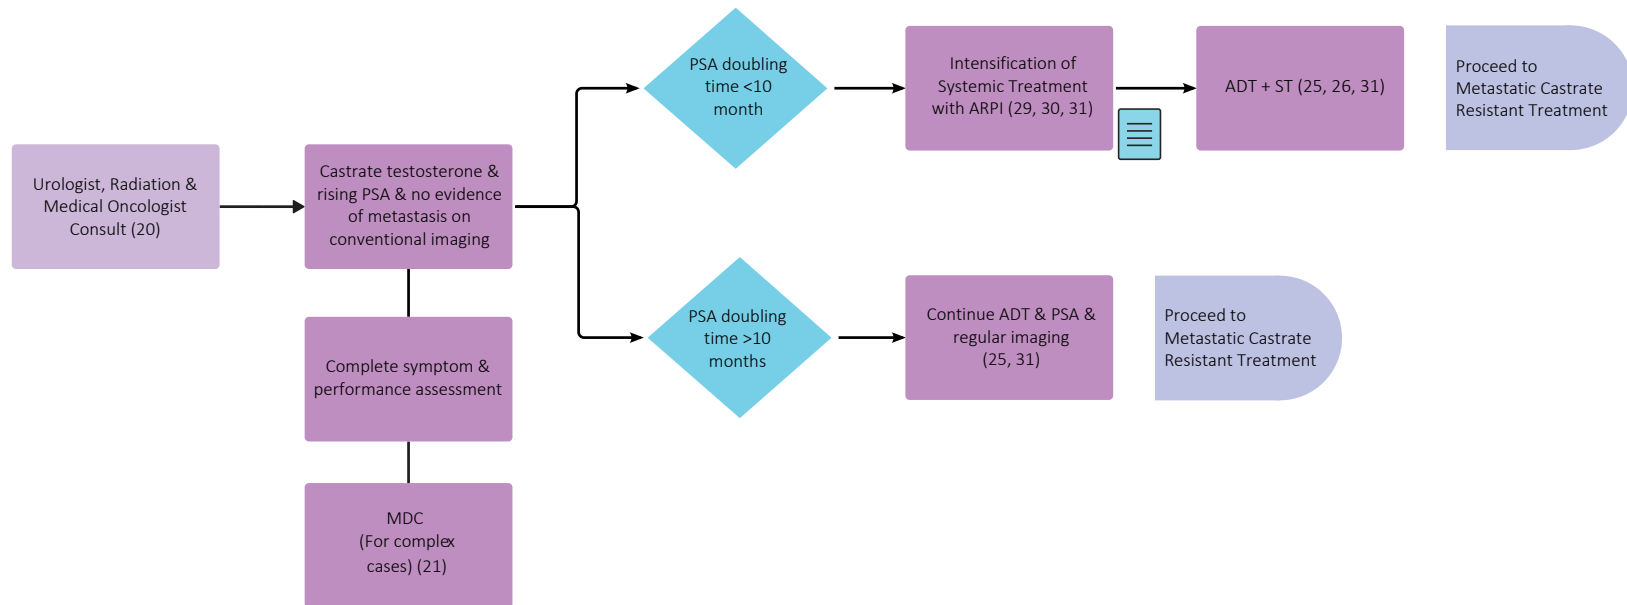 Urologist, Radiation &
Medical Oncologist
Consult (20)
Castrate testosterone &
rising PSA & no evidence
of metastasis on
conventional imaging
Complete symptom &
performance assessment
MDC
(For complex
cases) (21)
PSA doubling
time <10
month
Intensification of
Systemic Treatment
with ARPI (29, 30, 31)
ADT + ST (25, 26, 31)
Proceed to
Metastatic Castrate
Resistant Treatment
PSA doubling
time >10
months
Continue ADT & PSA &
regular imaging
(25, 31)
Proceed to
Metastatic Castrate
Resistant Treatment